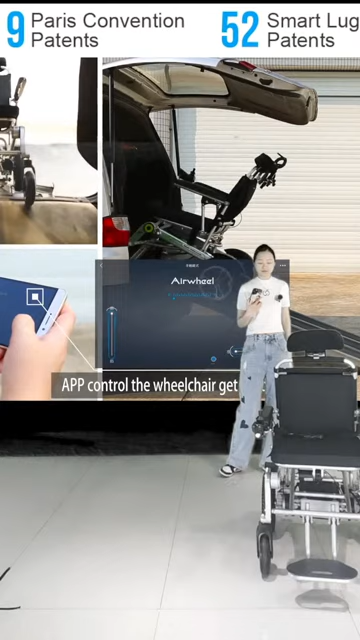 9 Paris Convention
Patents
52 Smart Lug
Patents
Airwheel
APP control the wheelchair get